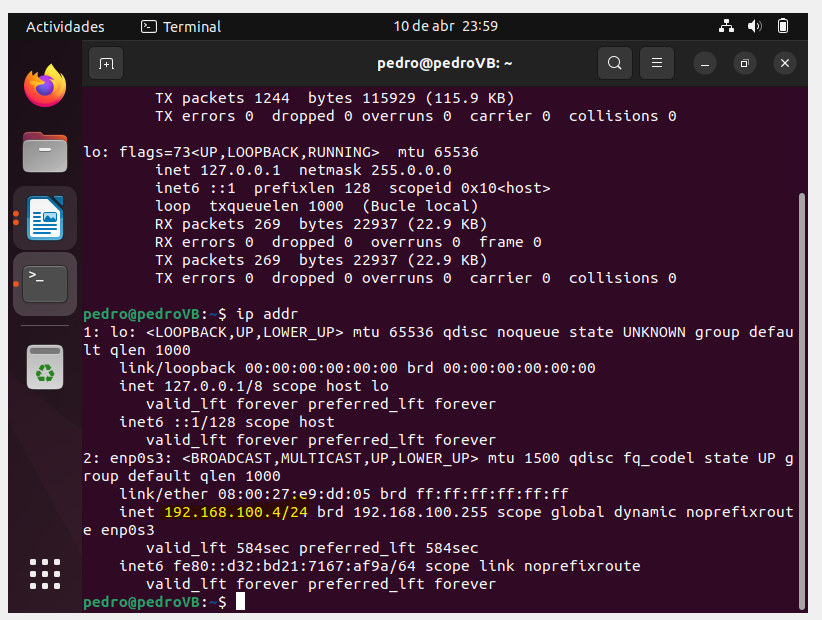 Actividades
Terminal
10 de abr 23:59
pedro@pedroVB: ~
TX packets 1244  bytes 115929 (115.9 KB)
TX errors 0  dropped 0 overruns 0  carrier 0  collisions 0
lo: flags=73<UP,LOOPBACK,RUNNING>  mtu 65536
inet 127.0.0.1  netmask 255.0.0.0
inet6 ::1  prefixlen 128  scopeid 0x10<host>
loop  txqueuelen 1000  (Bucle local)
RX packets 269  bytes 22937 (22.9 KB)
RX errors 0  dropped 0  overruns 0  frame 0
TX packets 269  bytes 22937 (22.9 KB)
TX errors 0  dropped 0 overruns 0  carrier 0  collisions 0
pedro@pedroVB:~$ ip addr
1: lo: <LOOPBACK,UP,LOWER_UP> mtu 65536 qdisc noqueue state UNKNOWN group defau
lt qlen 1000
link/loopback 00:00:00:00:00:00 brd 00:00:00:00:00:00
inet 127.0.0.1/8 scope host lo
valid_lft forever preferred_lft forever
inet6 ::1/128 scope host
valid_lft forever preferred_lft forever
2: enp0s3: <BROADCAST,MULTICAST,UP,LOWER_UP> mtu 1500 qdisc fq_codel state UP g
roup default qlen 1000
link/ether 08:00:27:e9:dd:05 brd ff:ff:ff:ff:ff:ff
inet 192.168.100.4/24 brd 192.168.100.255 scope global dynamic noprefixrout
e enp0s3
valid_lft 584sec preferred_lft 584sec
inet6 fe80::d32:bd21:7167:af9a/64 scope link noprefixroute
valid_lft forever preferred_lft forever
pedro@pedroVB:~$